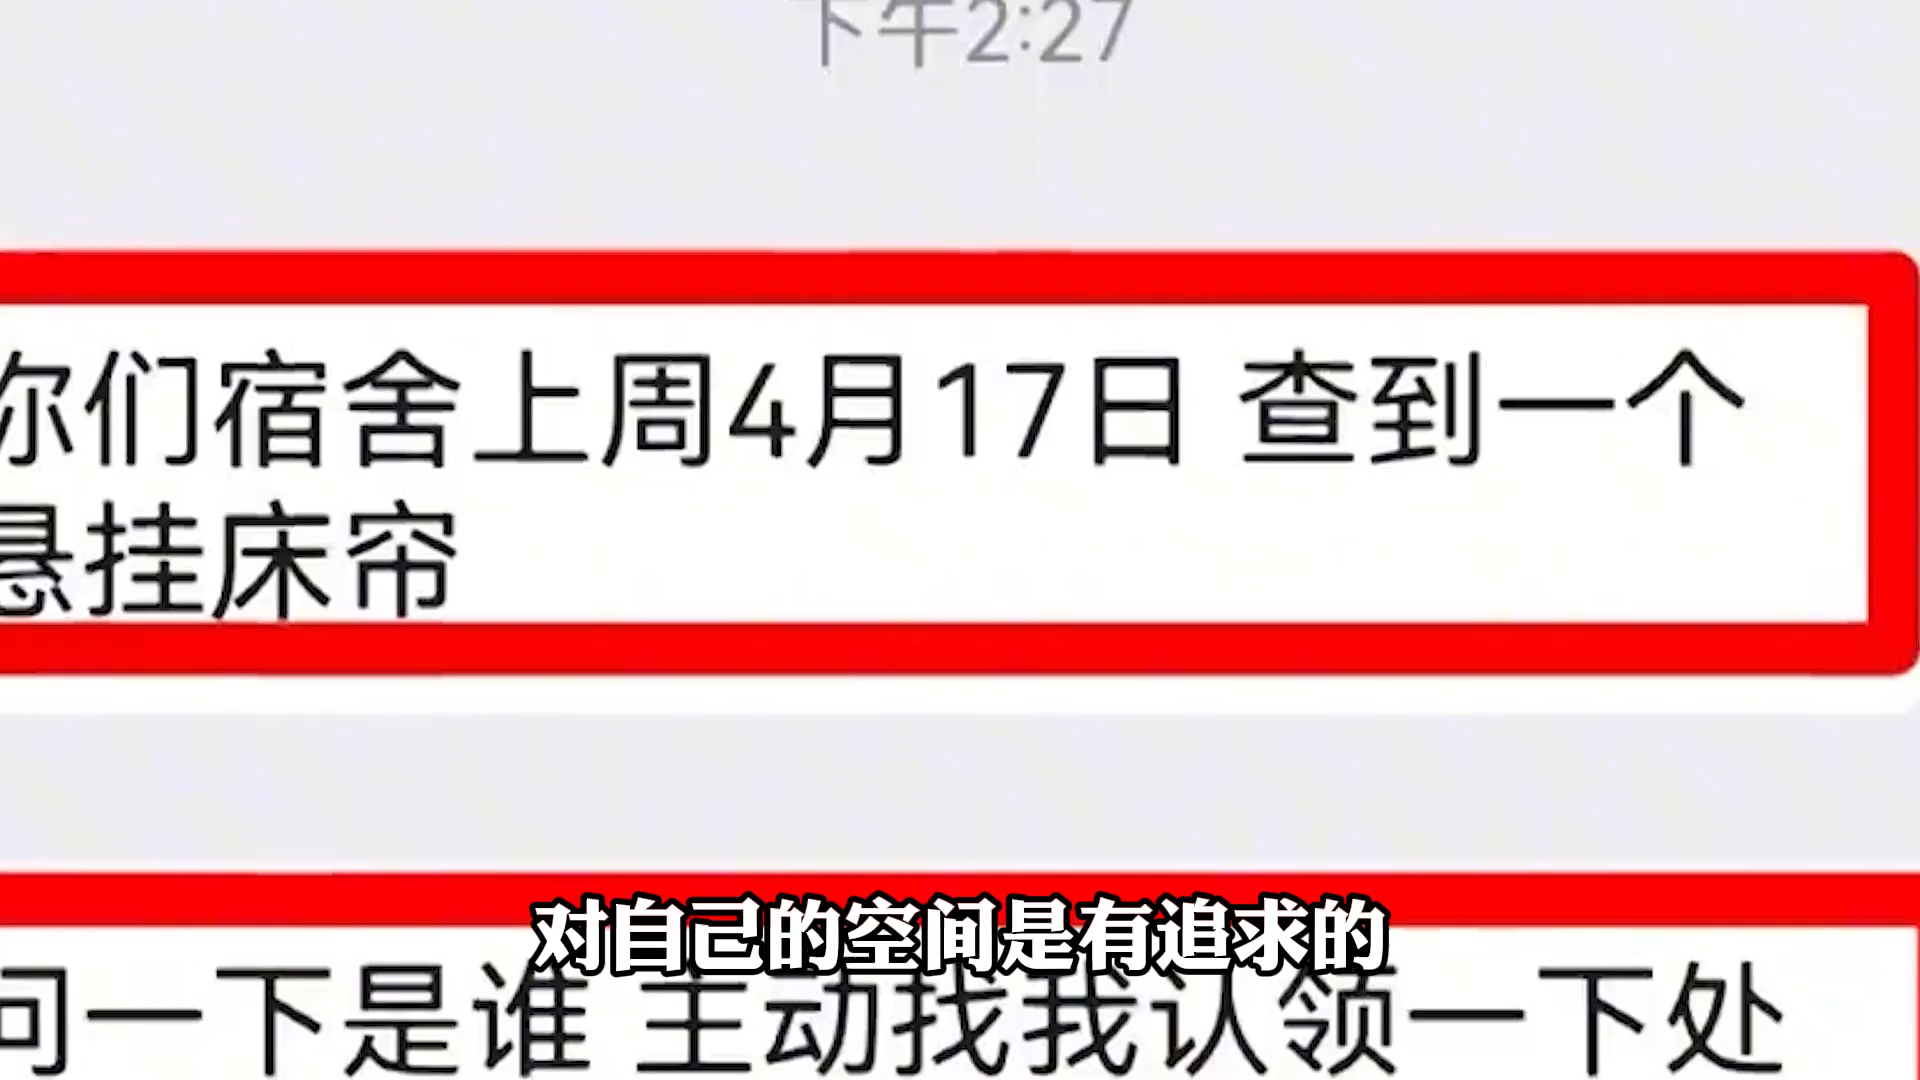 下午2:27
你们宿舍上周4月17日 查到一个
悬挂床帘
对自己的空间是有追求的
问一下是谁 主动找我认领一下处